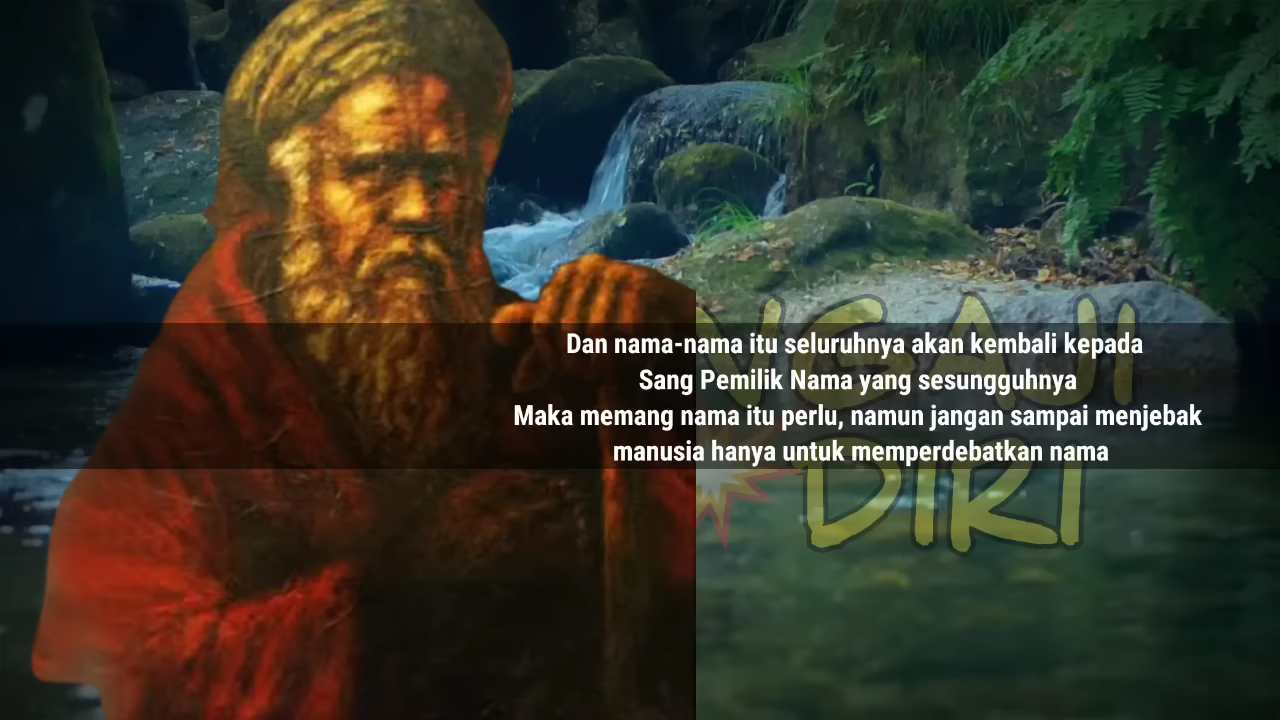 Dan nama-nama itu seluruhnya akan kembali kepada
Sang Pemilik Nama yang sesungguhnya
Maka memang nama itu perlu, namun jangan sampai menjebak
manusia hanya untuk memperdebatkan nama
DIRI